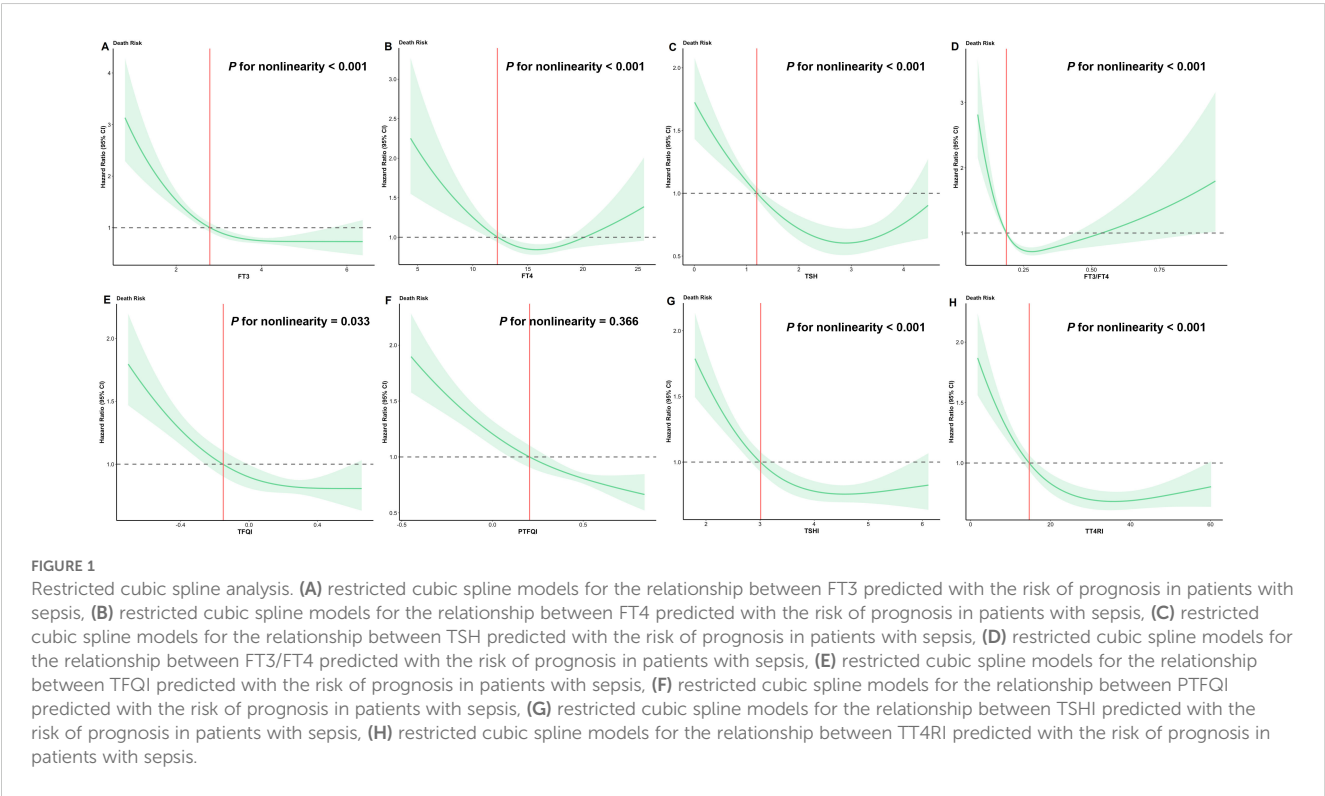 A Death Risk
P for nonlinearity < 0.001
Hazard Ratio (95% CI)
4
3
2
1
2 4 6
FT3
B Death Risk
P for nonlinearity < 0.001
Hazard Ratio (95% CI)
3.0
2.5
2.0
1.5
1.0
5 10 15 20 25
FT4
C Death Risk
P for nonlinearity < 0.001
Hazard Ratio (95% CI)
2.0
1.5
1.0
0.5
0 1 2 3 4
TSH
D Death Risk
P for nonlinearity < 0.001
Hazard Ratio (95% CI)
3
2
1
0.25 0.50 0.75
FT3/FT4
E Death Risk
P for nonlinearity = 0.033
Hazard Ratio (95% CI)
2.0
1.5
1.0
-0.4 0.0 0.4
TFQI
F Death Risk
P for nonlinearity = 0.366
Hazard Ratio (95% CI)
2.0
1.5
1.0
0.5
-0.5 0.0 0.5
PTFQI
G Death Risk
P for nonlinearity < 0.001
Hazard Ratio (95% CI)
2.0
1.5
1.0
2 3 4 5 6
TSHI
H Death Risk
P for nonlinearity < 0.001
Hazard Ratio (95% CI)
2.0
1.5
1.0
0 20 40 60
TT4RI
FIGURE 1
Restricted cubic spline analysis. (A) restricted cubic spline models for the relationship between FT3 predicted with the risk of prognosis in patients with
sepsis, (B) restricted cubic spline models for the relationship between FT4 predicted with the risk of prognosis in patients with sepsis, (C) restricted
cubic spline models for the relationship between TSH predicted with the risk of prognosis in patients with sepsis, (D) restricted cubic spline models for
the relationship between FT3/FT4 predicted with the risk of prognosis in patients with sepsis, (E) restricted cubic spline models for the relationship
between TFQI predicted with the risk of prognosis in patients with sepsis, (F) restricted cubic spline models for the relationship between PTFQI
predicted with the risk of prognosis in patients with sepsis, (G) restricted cubic spline models for the relationship between TSHI predicted with the
risk of prognosis in patients with sepsis, (H) restricted cubic spline models for the relationship between TT4RI predicted with the risk of prognosis in
patients with sepsis.